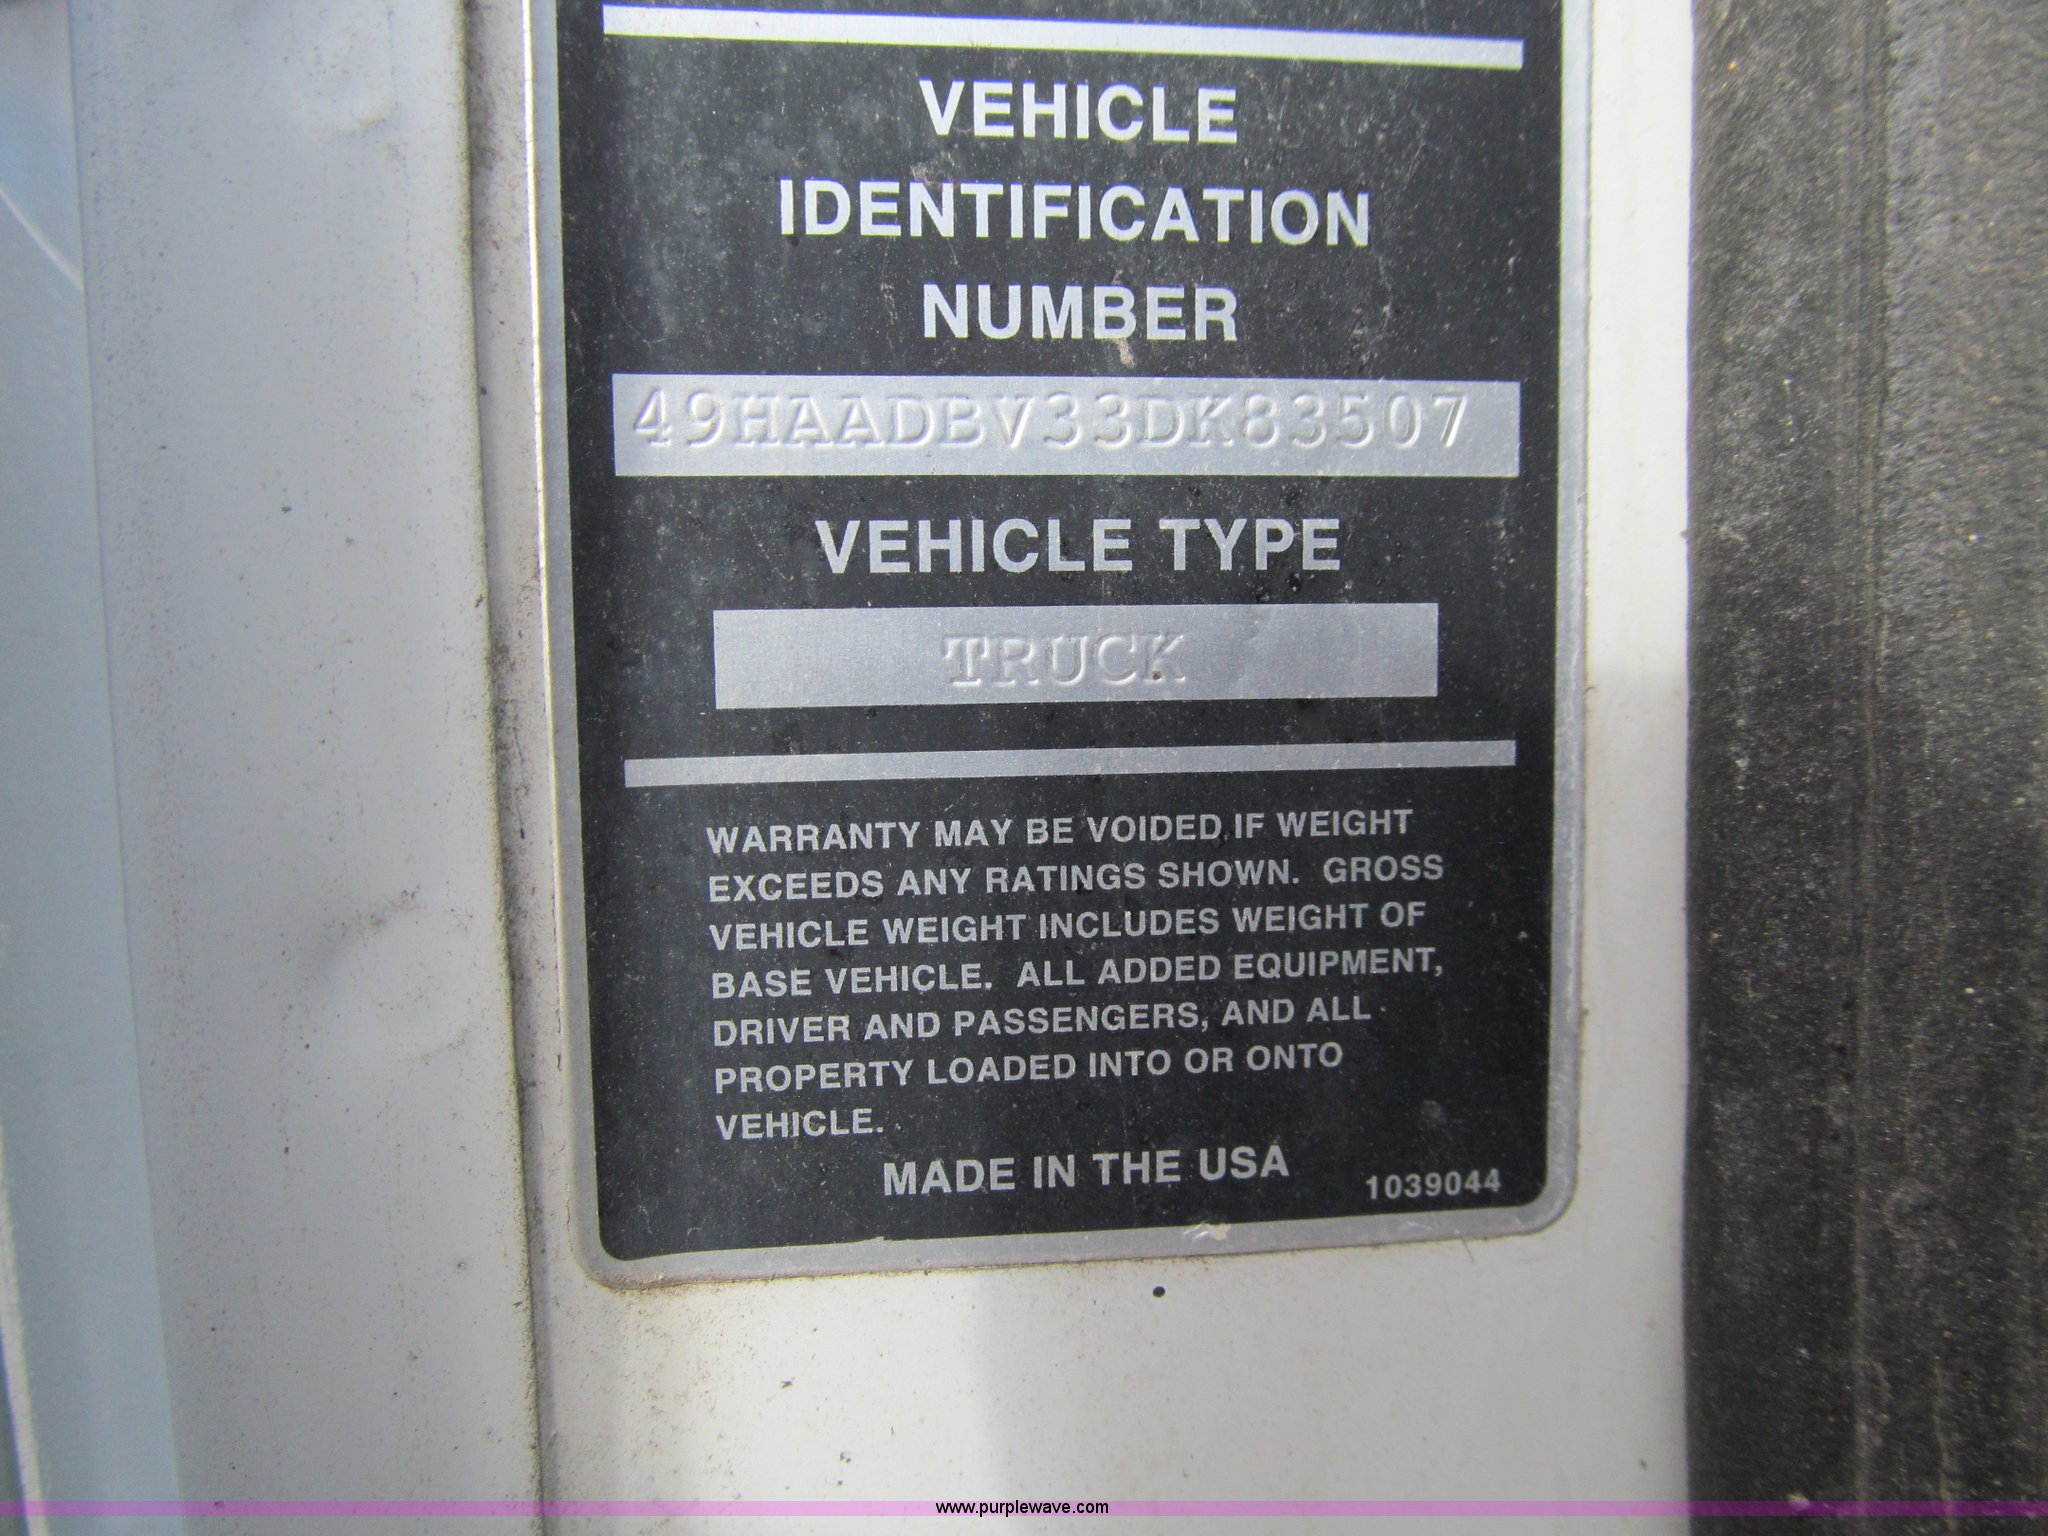 VEHICLE
IDENTIFICATION
NUMBER
49HAADBV33DK83507
VEHICLE TYPE
TRUCK
WARRANTY MAY BE VOIDED IF WEIGHT
EXCEEDS ANY RATINGS SHOWN. GROSS
VEHICLE WEIGHT INCLUDES WEIGHT OF
BASE VEHICLE. ALL ADDED EQUIPMENT,
DRIVER AND PASSENGERS, AND ALL
PROPERTY LOADED INTO OR ONTO
VEHICLE.
MADE IN THE USA
1039044
www.purplewave.com